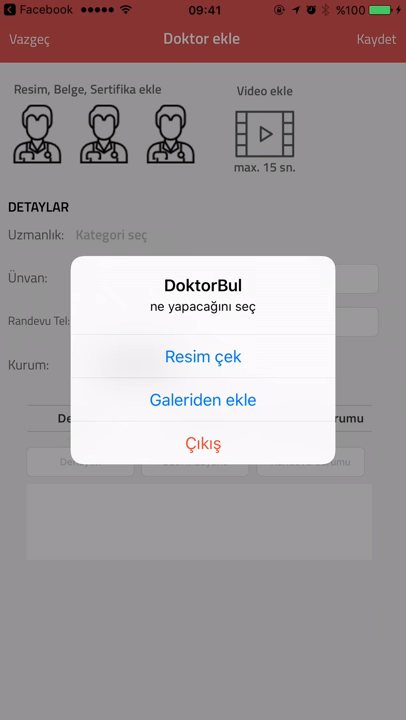 Facebook
09:41
%100
Vazgeç
Doktor ekle
Kaydet
Resim, Belge, Sertifika ekle
Video ekle
max. 15 sn.
DETAYLAR
Uzmanlık: Kategori seç
Ünvan:
DoktorBul
ne yapacağını seç
Randevu Tel:
Resim çek
Kurum:
Galeriden ekle
Çıkış